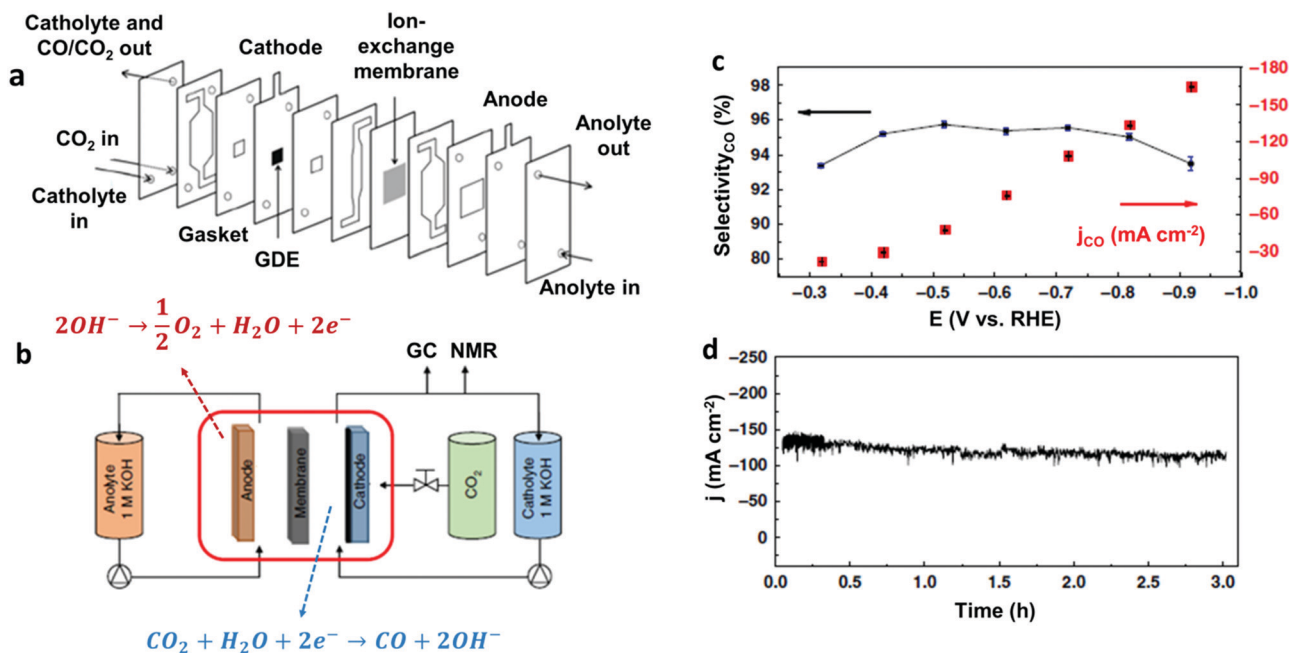 a
Catholyte and
CO/CO₂ out
Cathode
Ion-
exchange
membrane
Anode
Anolyte
out
CO₂ in
Catholyte
in
Gasket
GDE
Anolyte in
2OH⁻ → 1/2 O₂ + H₂O + 2e⁻
b
GC NMR
Anolyte
1 M KOH
Anode
Membrane
Cathode
CO₂
Catholyte
1 M KOH
CO₂ + H₂O + 2e⁻ → CO + 2OH⁻
c
Selectivity_CO (%)
98
96
94
92
90
82
80
−180
−150
−120
−90
−60
−30
j_CO (mA cm⁻²)
−0.3 −0.4 −0.5 −0.6 −0.7 −0.8 −0.9 −1.0
E (V vs. RHE)
d
j (mA cm⁻²)
−250
−200
−150
−100
−50
0
0.0 0.5 1.0 1.5 2.0 2.5 3.0
Time (h)